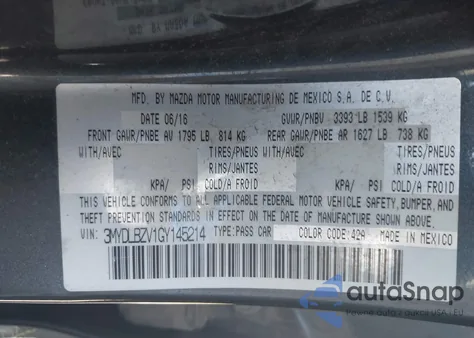 MFD. BY MAZDA MOTOR MANUFACTURING DE MEXICO S.A. DE C.V.
DATE 06/16 GVWR/PNBV 3393 LB 1539 KG
FRONT GAWR/PNBE AV 1795 LB 814 KG REAR GAWR/PNBE AR 1627 LB 738 KG
WITH/AVEC TIRES/PNEUS WITH/AVEC TIRES/PNEUS
RIMS/JANTES RIMS/JANTES
KPA/ PSI COLD/A FROID KPA/ PSI COLD/A FROID
THIS VEHICLE CONFORMS TO ALL APPLICABLE FEDERAL SAFETY, BUMPER, AND
THEFT PREVENTION STANDARDS IN EFFECT ON THE DATE OF MANUFACTURE SHOWN ABOVE.
VIN: 3MYDLBZV1GY145214 TYPE:PASS CAR COLOR CODE:42A MADE IN MEXICO
autoSnap